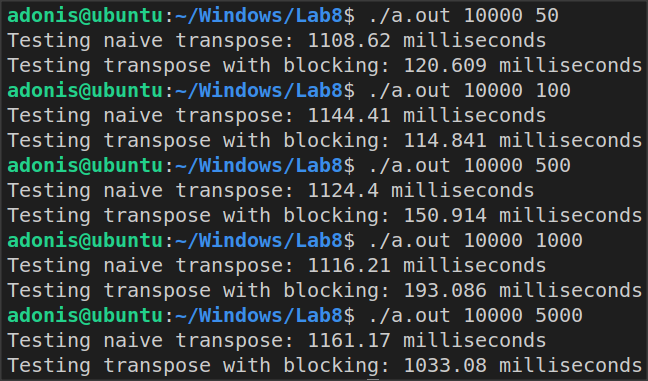 adonis@ubuntu:~/Windows/Lab8$ ./a.out 10000 50
Testing naive transpose: 1108.62 milliseconds
Testing transpose with blocking: 120.609 milliseconds
adonis@ubuntu:~/Windows/Lab8$ ./a.out 10000 100
Testing naive transpose: 1144.41 milliseconds
Testing transpose with blocking: 114.841 milliseconds
adonis@ubuntu:~/Windows/Lab8$ ./a.out 10000 500
Testing naive transpose: 1124.4 milliseconds
Testing transpose with blocking: 150.914 milliseconds
adonis@ubuntu:~/Windows/Lab8$ ./a.out 10000 1000
Testing naive transpose: 1116.21 milliseconds
Testing transpose with blocking: 193.086 milliseconds
adonis@ubuntu:~/Windows/Lab8$ ./a.out 10000 5000
Testing naive transpose: 1161.17 milliseconds
Testing transpose with blocking: 1033.08 milliseconds